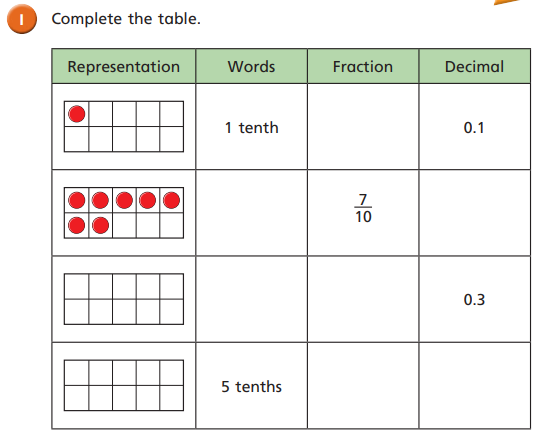 1 Complete the table.
Representation Words Fraction Decimal
1 tenth 0.1
7
10
0.3
5 tenths